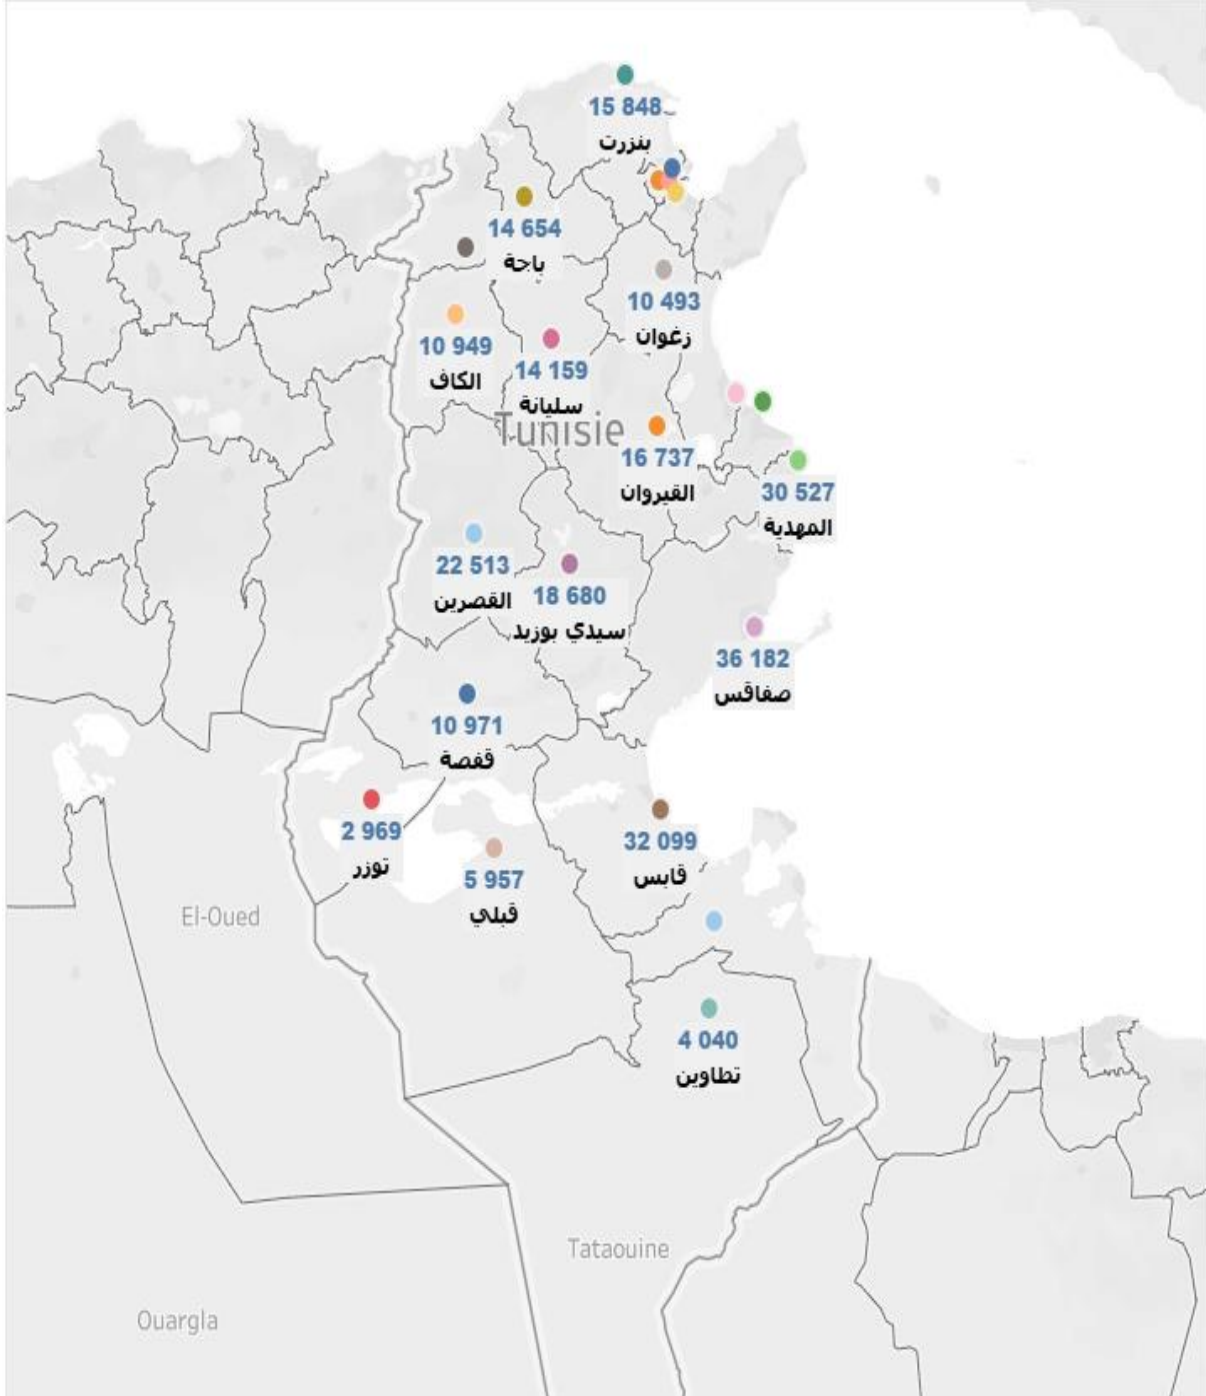 15 848
بنزرت
14 654
باجة
10 493
زغوان
10 949
الكاف
14 159
سليانة
Tunisie
16 737
القيروان
30 527
المهدية
22 513
القصرين
18 680
سيدي بوزيد
36 182
صفاقس
10 971
قفصة
2 969
توزر
32 099
قابس
5 957
قبلي
El-Oued
4 040
تطاوين
Tataouine
Ouargla